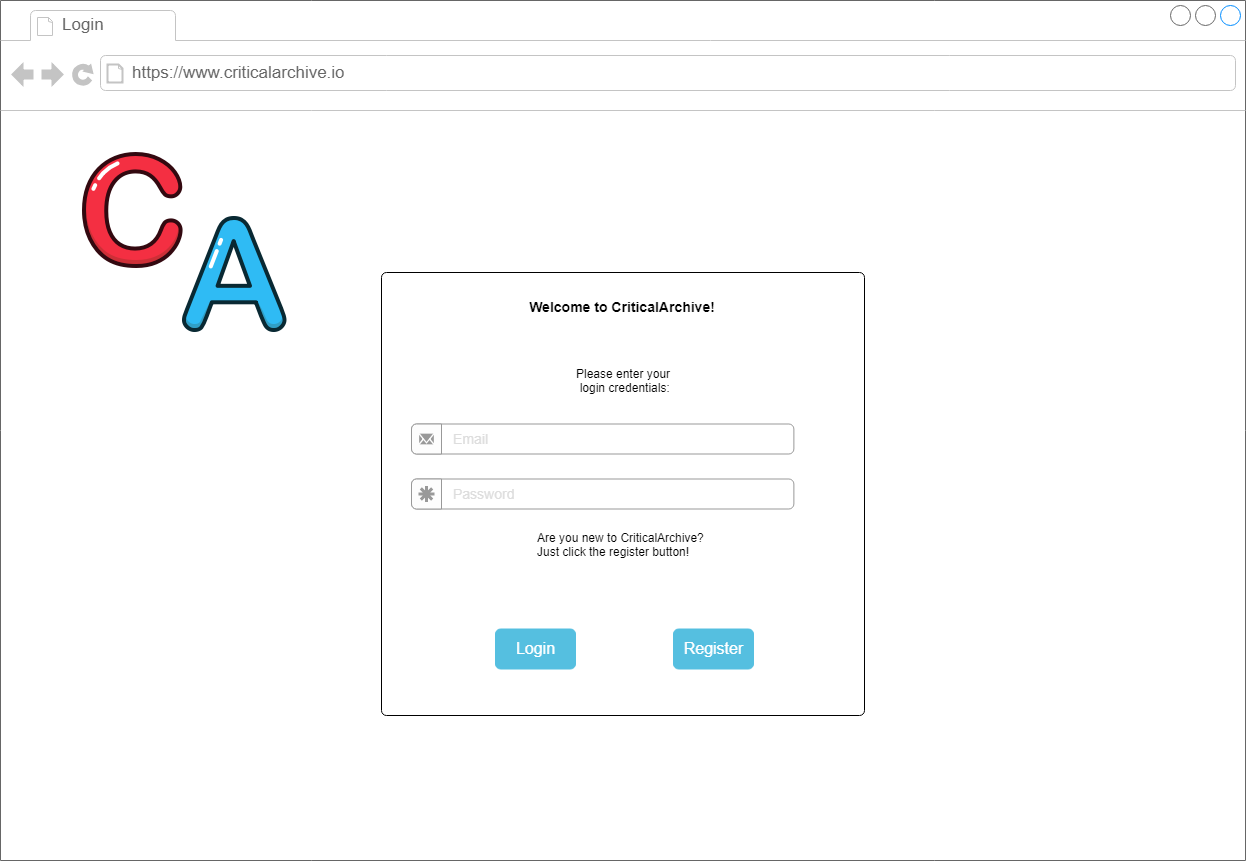 Login
https://www.criticalarchive.io
C
A
Welcome to CriticalArchive!
Please enter your
login credentials:
Email
Password
Are you new to CriticalArchive?
Just click the register button!
Login
Register